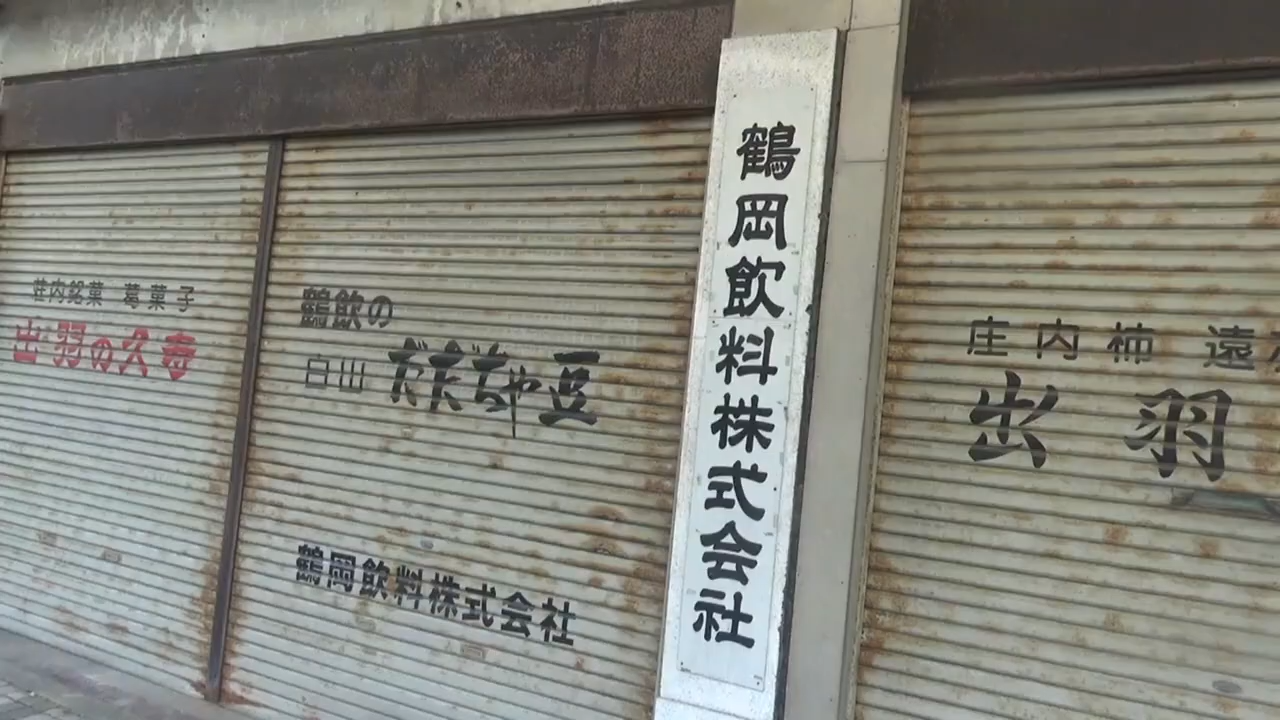 荘内銘菓 葛菓子
出羽の久寿
鶴飲の
白山 だだちゃ豆
鶴岡飲料株式会社
鶴岡飲料株式会社
庄内柿 遠
出羽